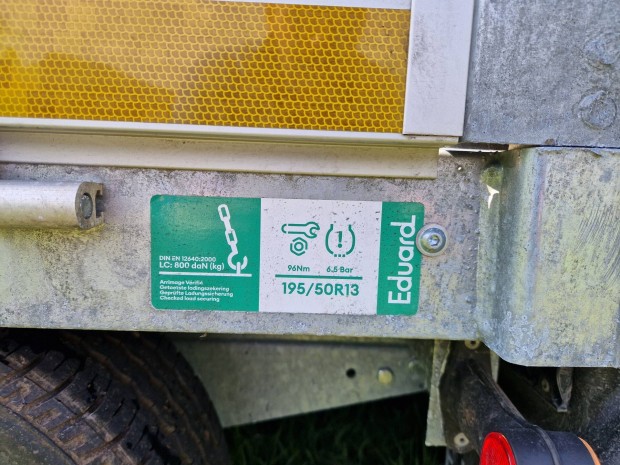 DIN EN 12640:2000
LC: 800 daN (kg)
Arrimage Vérifié
Geteste ladingszekering
Geprüfte Ladungssicherung
Checked load securing
96Nm 6.5 Bar
195/50R13
Eduard